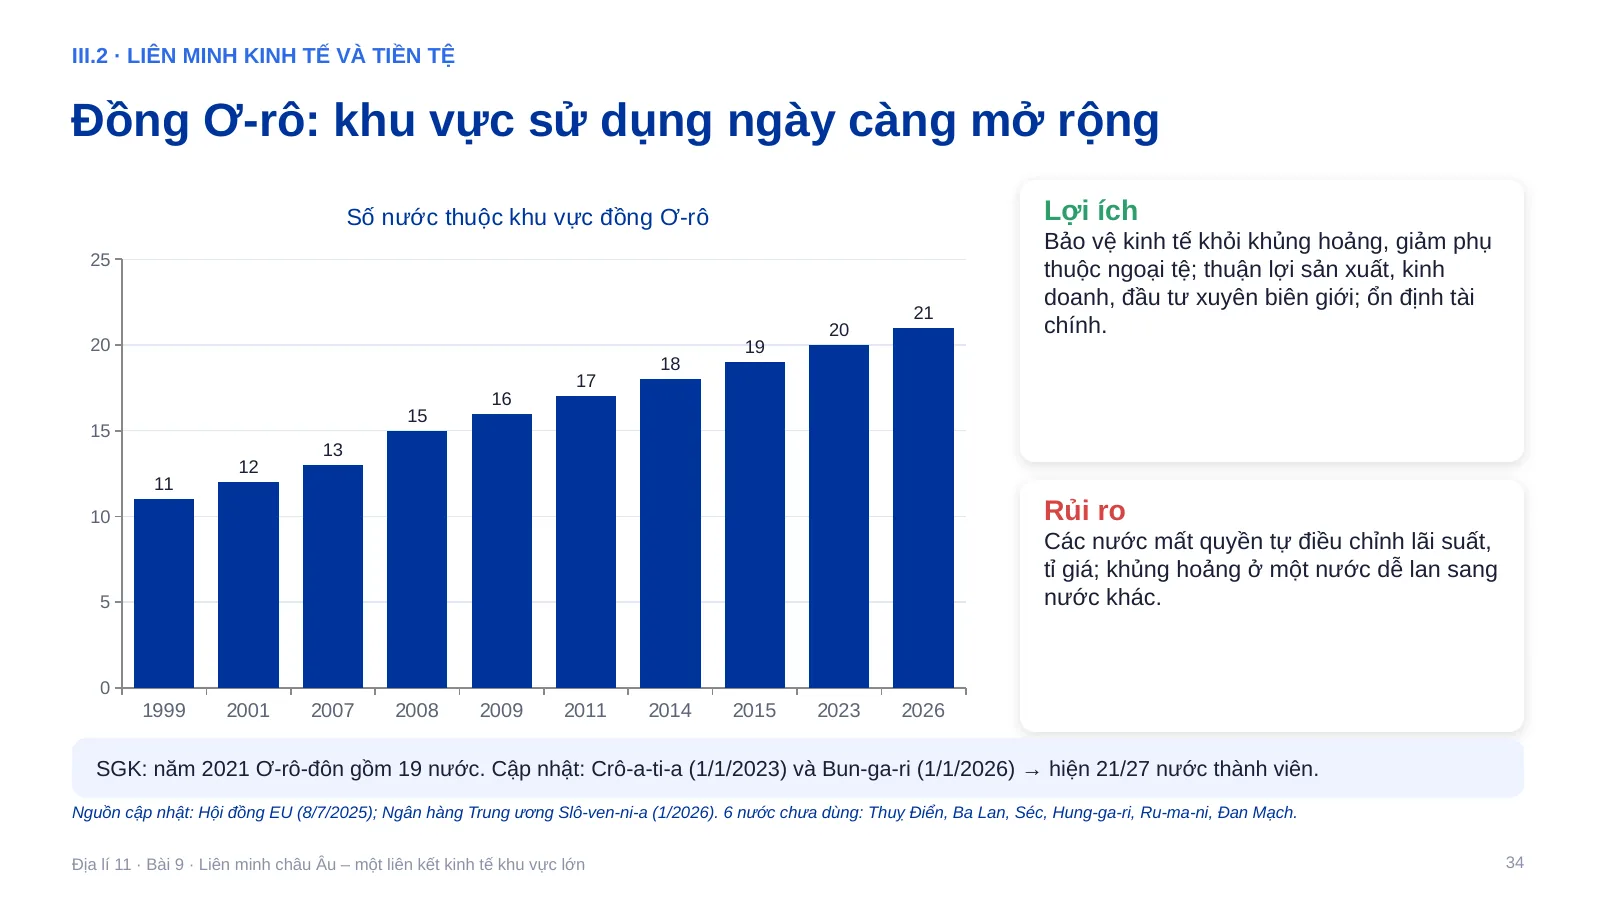 III.2 · LIÊN MINH KINH TẾ VÀ TIỀN TỆ
Đồng Ơ-rô: khu vực sử dụng ngày càng mở rộng
Số nước thuộc khu vực đồng Ơ-rô
25
20
15
10
5
0
11
12
13
15
16
17
18
19
20
21
1999
2001
2007
2008
2009
2011
2014
2015
2023
2026
Lợi ích
Bảo vệ kinh tế khỏi khủng hoảng, giảm phụ
thuộc ngoại tệ; thuận lợi sản xuất, kinh
doanh, đầu tư xuyên biên giới; ổn định tài
chính.
Rủi ro
Các nước mất quyền tự điều chỉnh lãi suất,
tỉ giá; khủng hoảng ở một nước dễ lan sang
nước khác.
SGK: năm 2021 Ơ-rô-đôn gồm 19 nước. Cập nhật: Crô-a-ti-a (1/1/2023) và Bun-ga-ri (1/1/2026) → hiện 21/27 nước thành viên.
Nguồn cập nhật: Hội đồng EU (8/7/2025); Ngân hàng Trung ương Slô-ven-ni-a (1/2026). 6 nước chưa dùng: Thuỵ Điển, Ba Lan, Séc, Hung-ga-ri, Ru-ma-ni, Đan Mạch.
Địa lí 11 · Bài 9 · Liên minh châu Âu – một liên kết kinh tế khu vực lớn
34